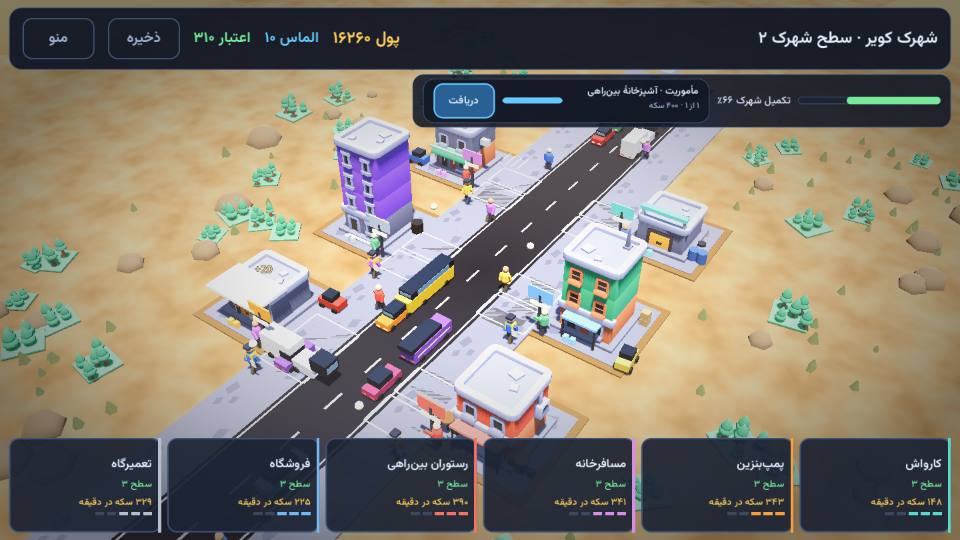 شهرک کویر · سطح شهرک ۲
پول ۱۶۲۶۰
الماس ۱۰
اعتبار ۳۱۰
ذخیره
منو
تکمیل شهرک ۶۶٪
مأموریت · آشپزخانهٔ بین‌راهی
۱ از ۱ · ۴۰۰ سکه
دریافت
+20
کارواش
سطح ۳
۱۴۸ سکه در دقیقه
پمپ‌بنزین
سطح ۳
۳۴۳ سکه در دقیقه
مسافرخانه
سطح ۳
۳۴۱ سکه در دقیقه
رستوران بین‌راهی
سطح ۳
۳۹۰ سکه در دقیقه
فروشگاه
سطح ۳
۲۲۵ سکه در دقیقه
تعمیرگاه
سطح ۳
۳۲۹ سکه در دقیقه